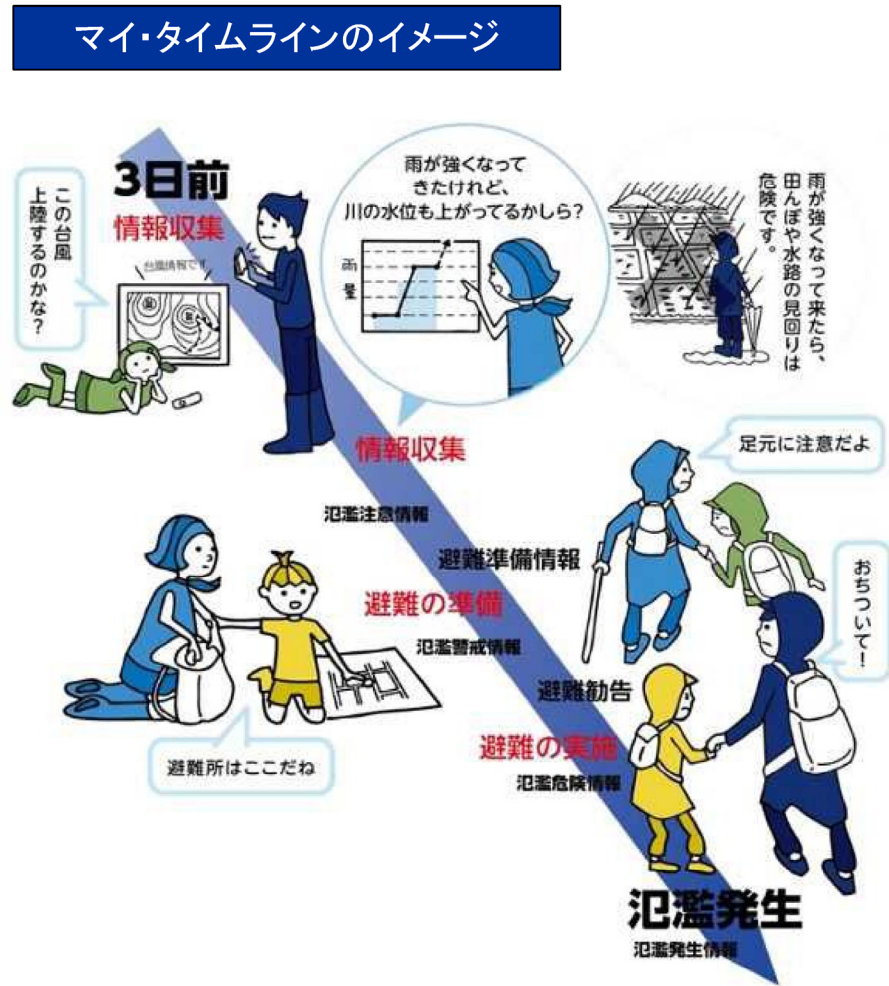 マイ・タイムラインのイメージ
3日前
情報収集
この台風
上陸するのかな?
台風情報です
雨が強くなって
きたけれど、
川の水位も上がってるかしら?
雨量
雨が強くなって来たら、
田んぼや水路の見回りは
危険です。
情報収集
氾濫注意情報
足元に注意だよ
避難準備情報
避難の準備
氾濫警戒情報
おちついて!
避難勧告
避難の実施
氾濫危険情報
避難所はここだね
氾濫発生
氾濫発生情報